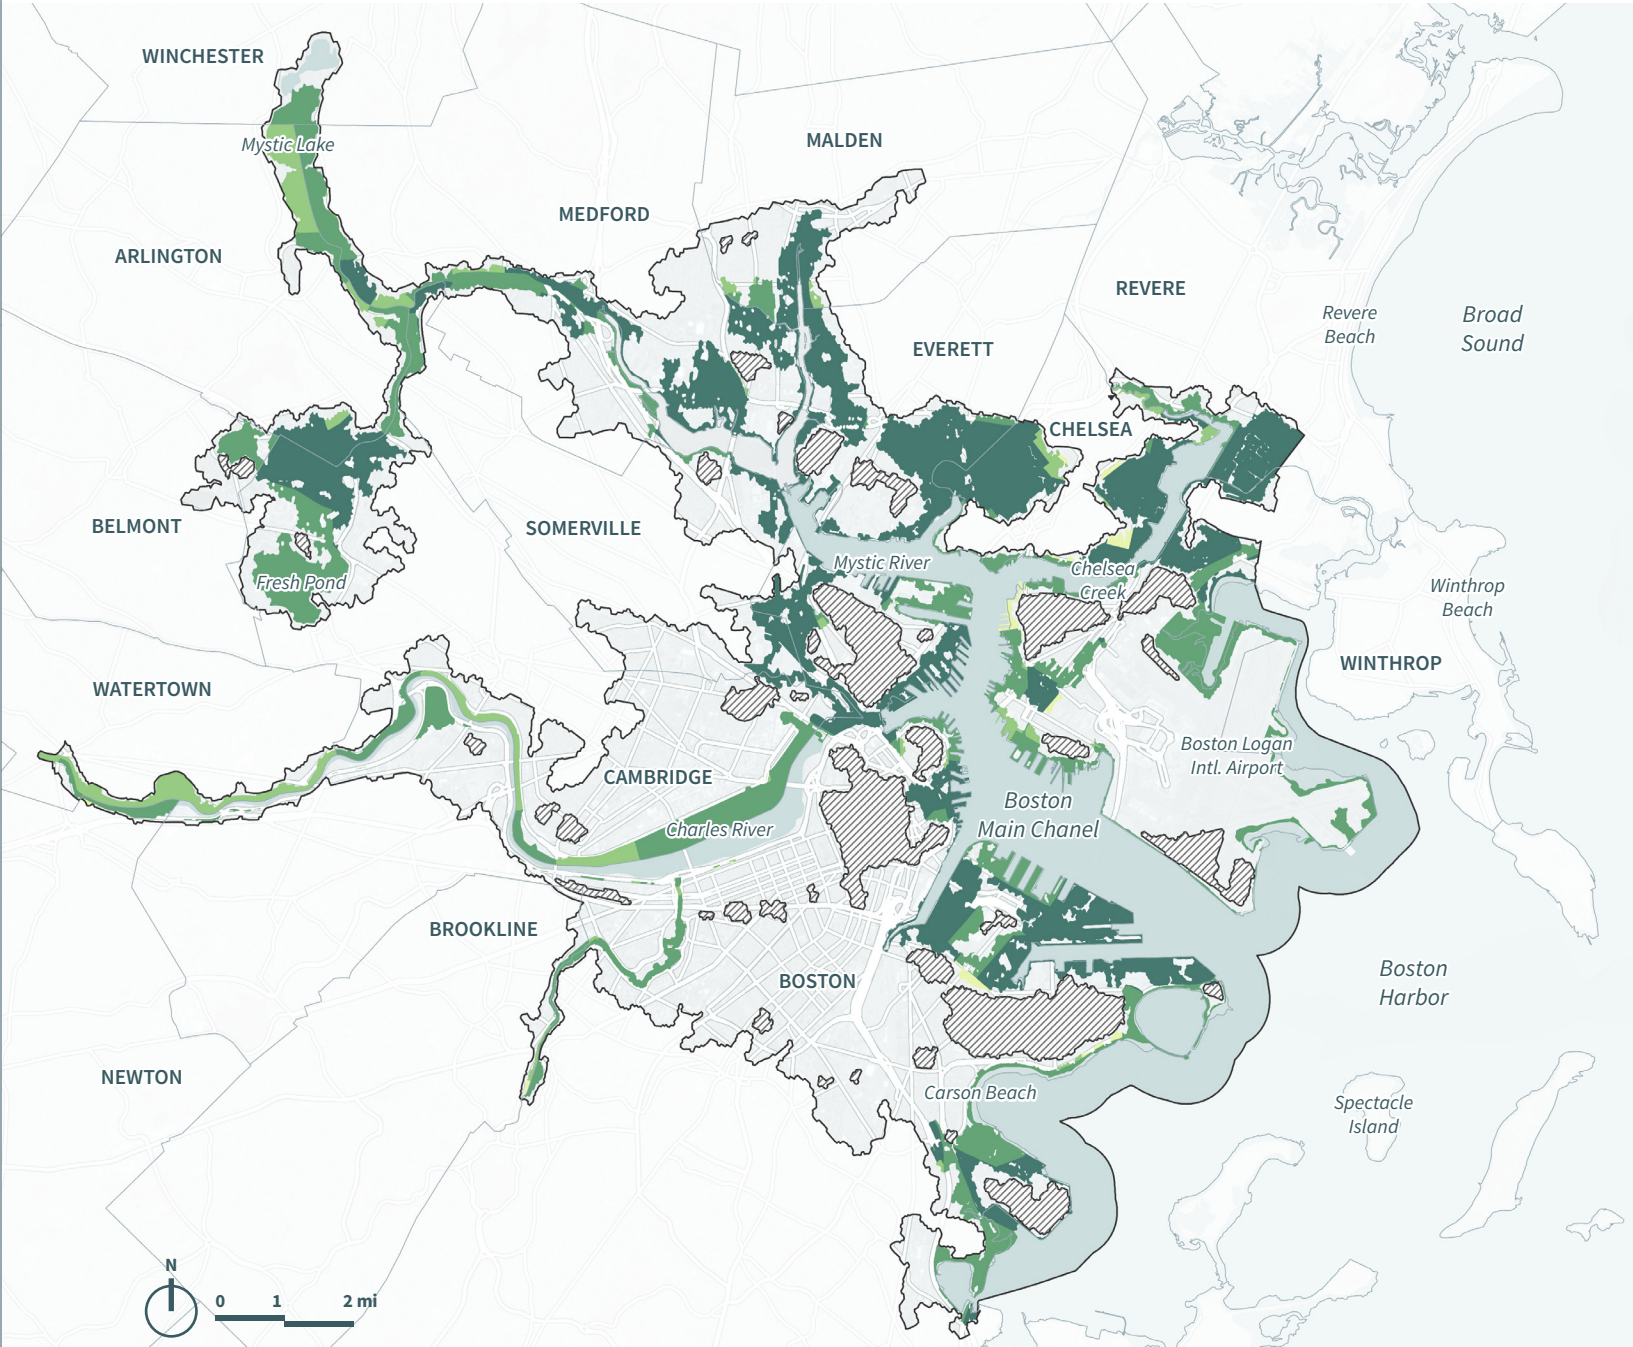 WINCHESTER
MALDEN
Mystic Lake
MEDFORD
ARLINGTON
REVERE
Revere
Beach
Broad
Sound
EVERETT
CHELSEA
BELMONT
SOMERVILLE
Mystic River
Chelsea
Creek
Fresh Pond
Winthrop
Beach
WINTHROP
WATERTOWN
Boston Logan
Intl. Airport
CAMBRIDGE
Boston
Main Chanel
Charles River
BROOKLINE
BOSTON
Boston
Harbor
NEWTON
Carson Beach
Spectacle
Island
N
0 1 2 mi